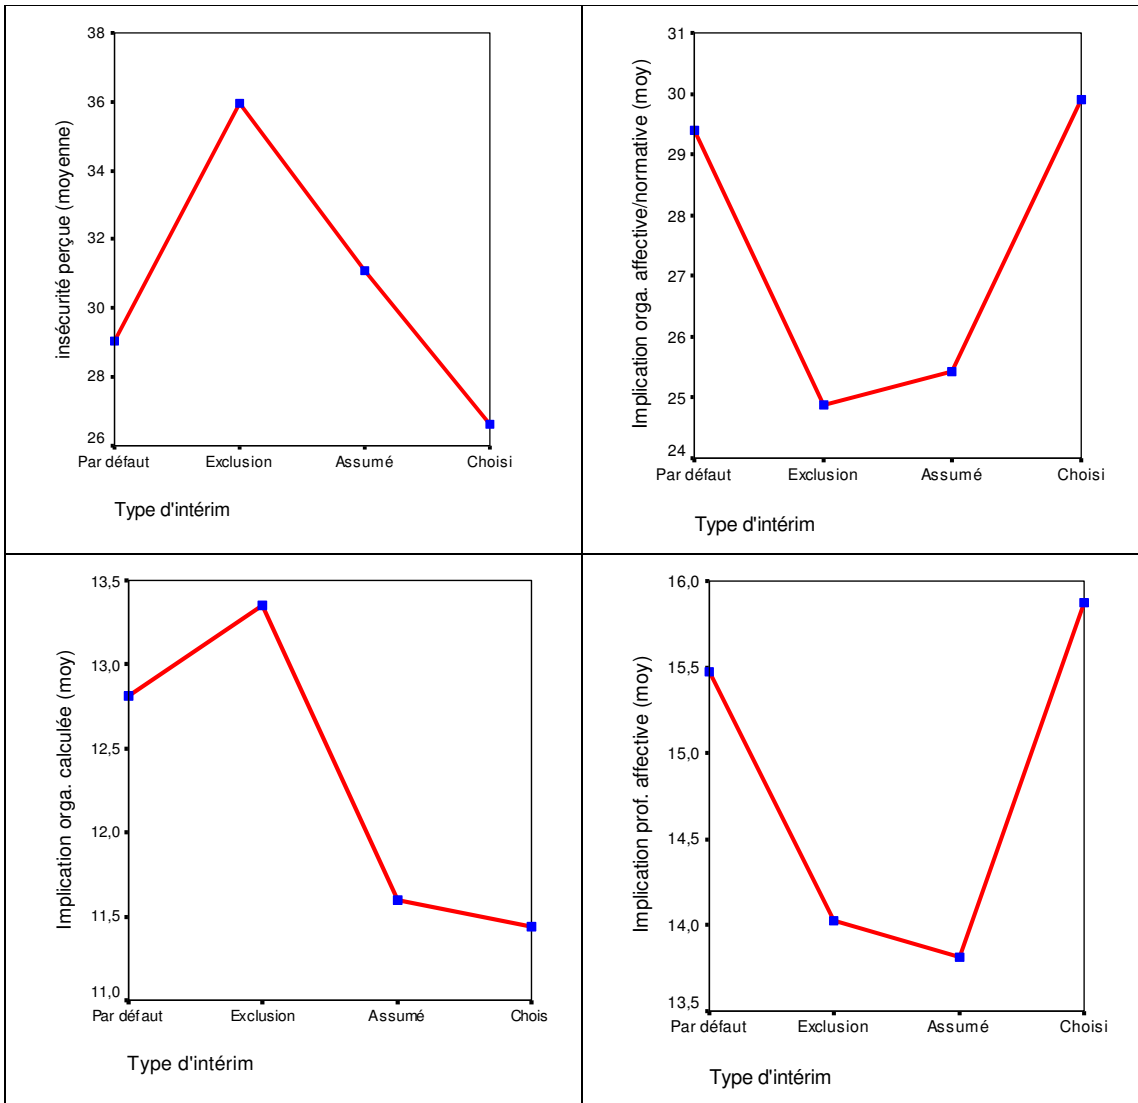 insécurité perçue (moyenne)
38
36
34
32
30
28
26
Par défaut Exclusion Assumé Choisi
Type d'intérim
Implication orga. affective/normative (moy)
31
30
29
28
27
26
25
24
Par défaut Exclusion Assumé Choisi
Type d'intérim
Implication orga. calculée (moy)
13,5
13,0
12,5
12,0
11,5
11,0
Par défaut Exclusion Assumé Chois
Type d'intérim
Implication prof. affective (moy)
16,0
15,5
15,0
14,5
14,0
13,5
Par défaut Exclusion Assumé Choisi
Type d'intérim